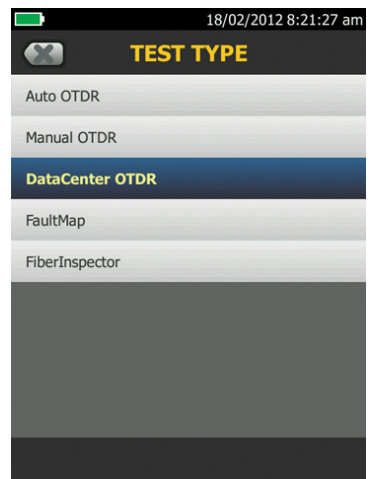 18/02/2012 8:21:27 am
TEST TYPE
Auto OTDR
Manual OTDR
DataCenter OTDR
FaultMap
FiberInspector